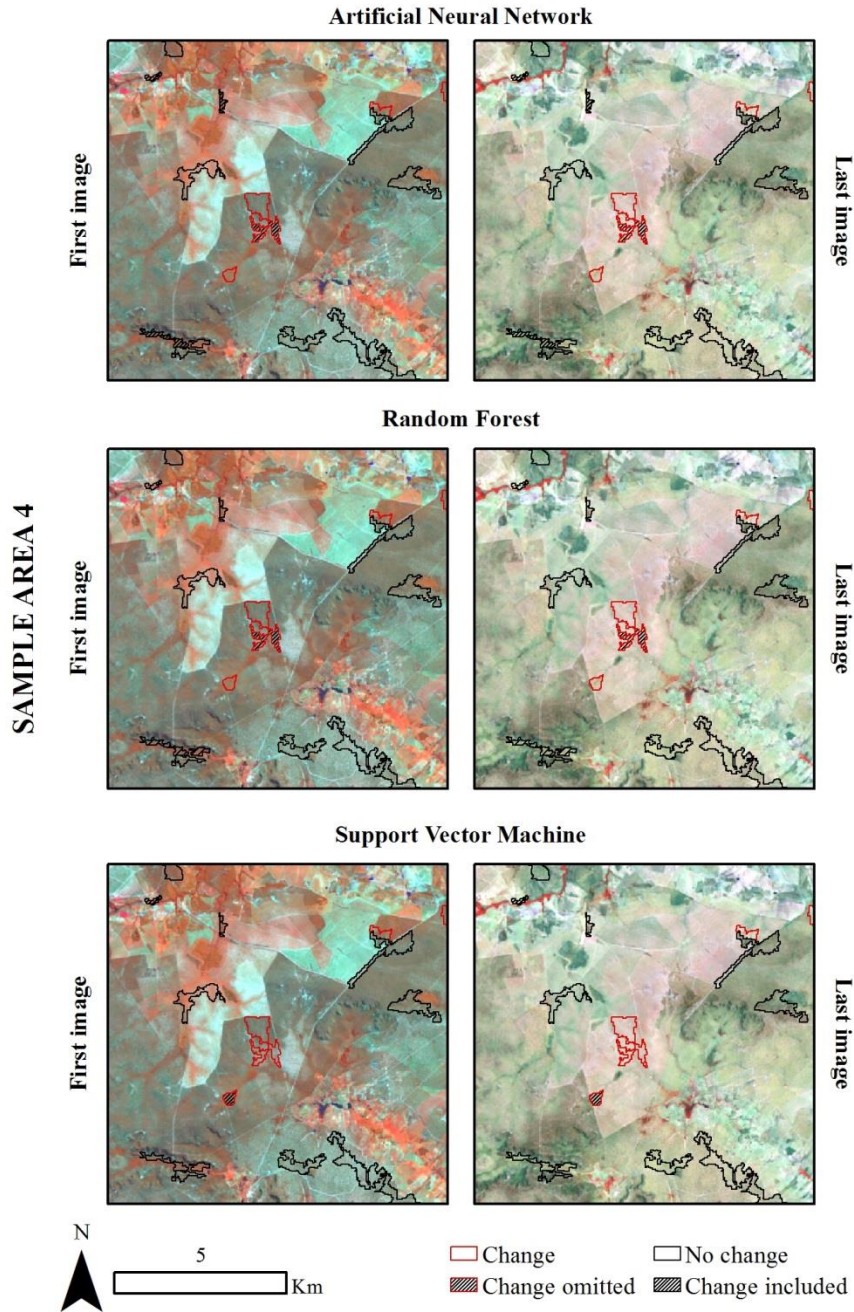 SAMPLE AREA 4
Artificial Neural Network
First image
Last image
Random Forest
First image
Last image
Support Vector Machine
First image
Last image
N
5
Km
Change
No change
Change omitted
Change included